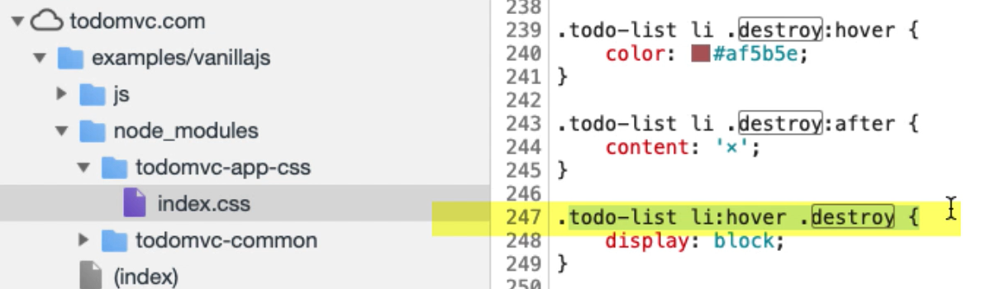 todomvc.com
examples/vanillajs
js
node_modules
todomvc-app-css
index.css
todomvc-common
(index)
238
239 .todo-list li .destroy:hover {
240 color: #af5b5e;
241 }
242
243 .todo-list li .destroy:after {
244 content: '×';
245 }
246
247 .todo-list li:hover .destroy {
248 display: block;
249 }
250